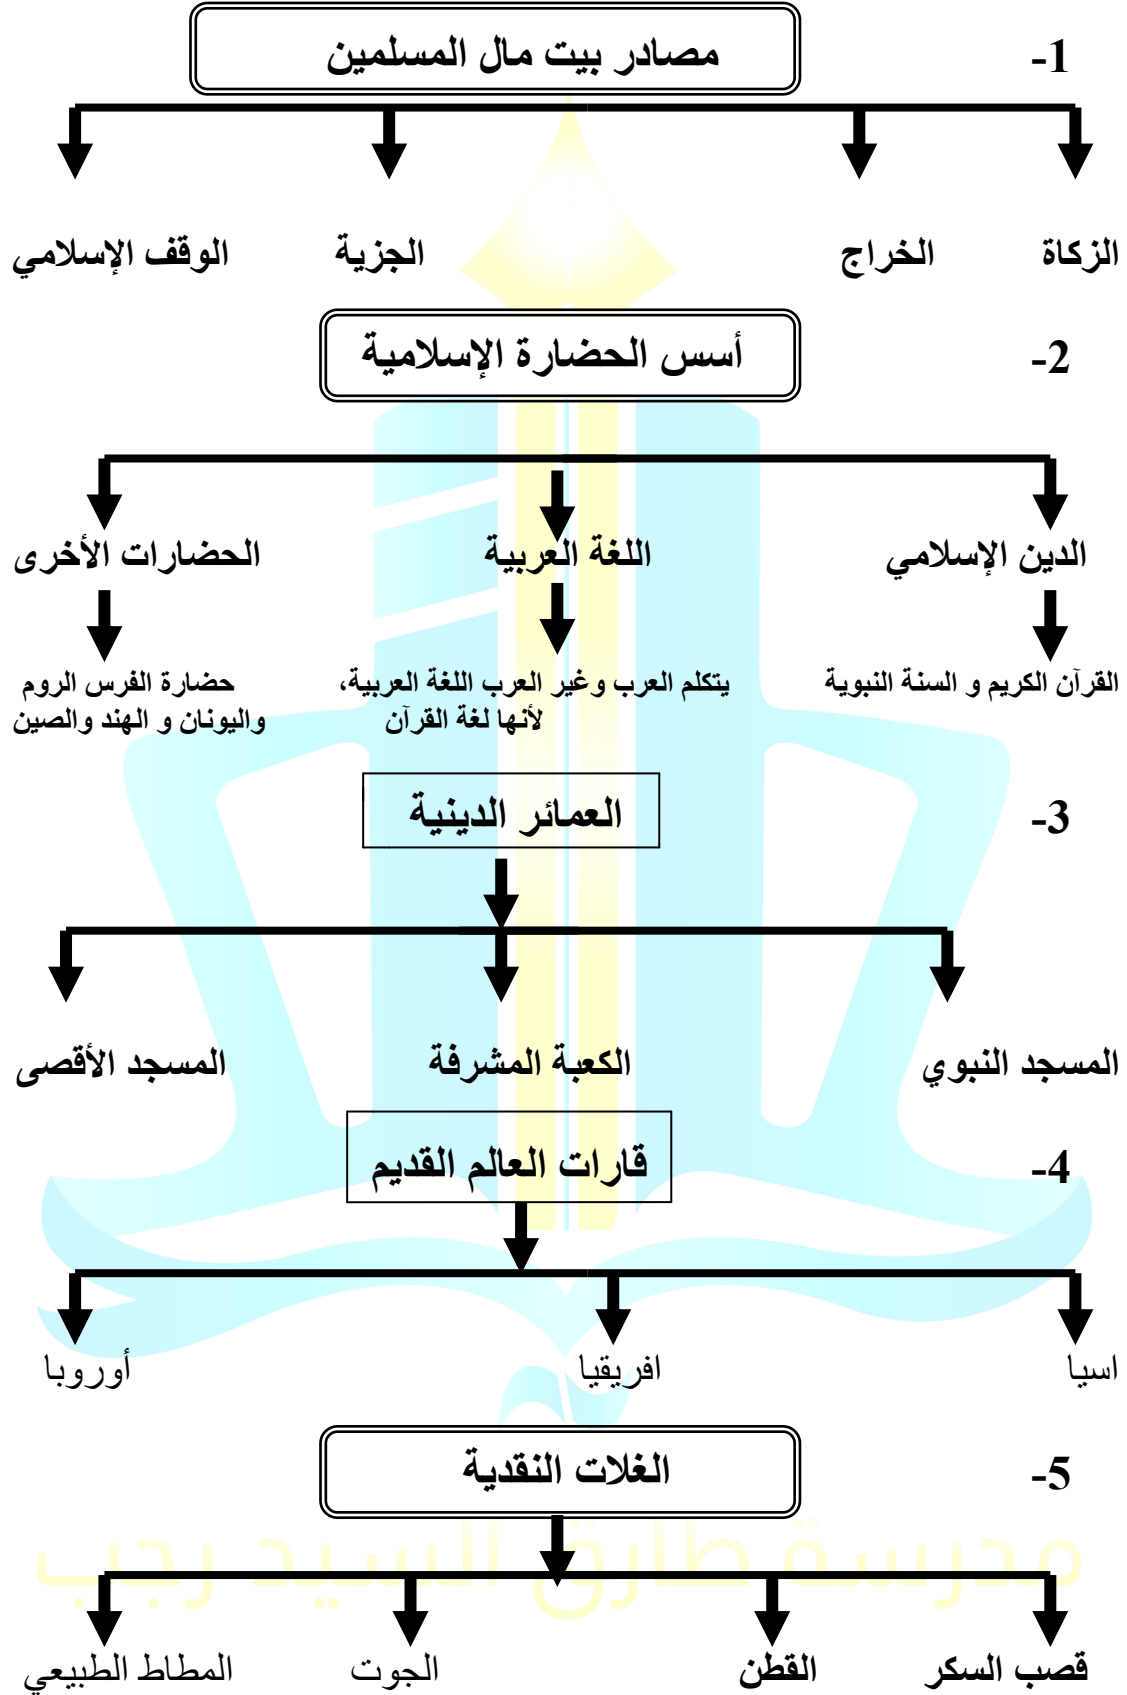 1- مصادر بيت مال المسلمين
الزكاة الخراج الجزية الوقف الإسلامي
2- أسس الحضارة الإسلامية
الدين الإسلامي اللغة العربية الحضارات الأخرى
القرآن الكريم و السنة النبوية يتكلم العرب وغير العرب اللغة العربية، حضارة الفرس الروم
لأنها لغة القرآن واليونان و الهند والصين
3- العمائر الدينية
المسجد النبوي الكعبة المشرفة المسجد الأقصى
4- قارات العالم القديم
اسيا افريقيا أوروبا
5- الغلات النقدية
مدرسة طارق السيد رجب
قصب السكر القطن الجوت المطاط الطبيعي